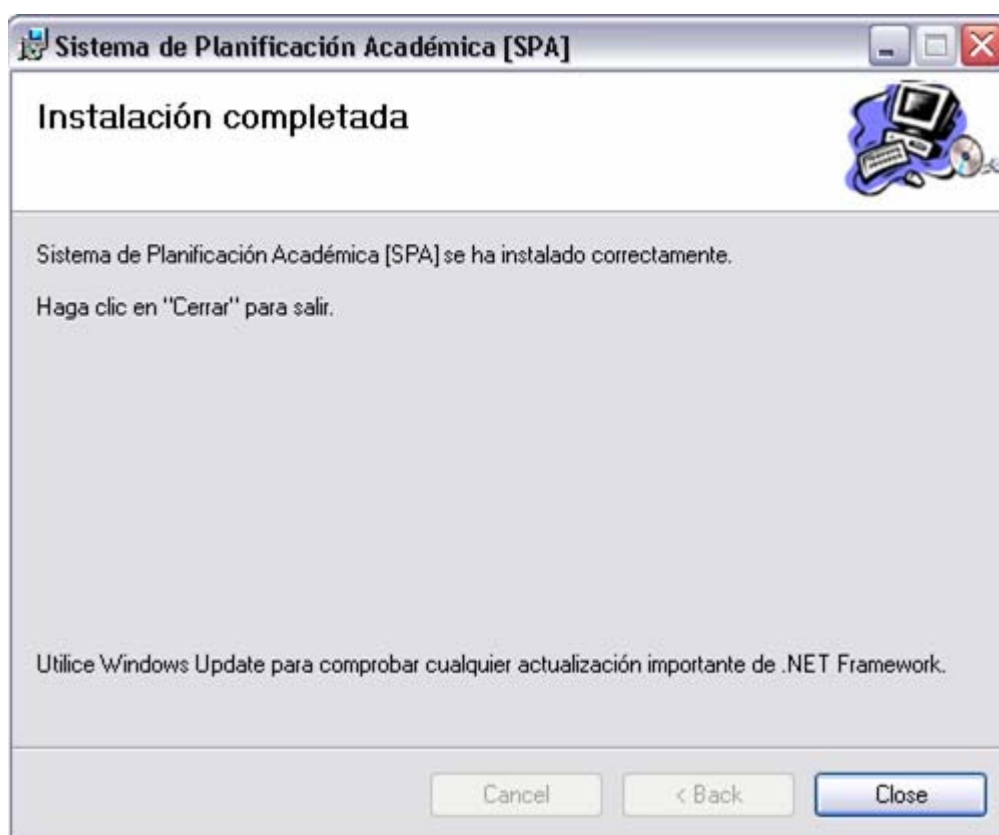 Sistema de Planificación Académica [SPA]
Instalación completada
Sistema de Planificación Académica [SPA] se ha instalado correctamente.
Haga clic en "Cerrar" para salir.
Utilice Windows Update para comprobar cualquier actualización importante de .NET Framework.
Cancel
< Back
Close